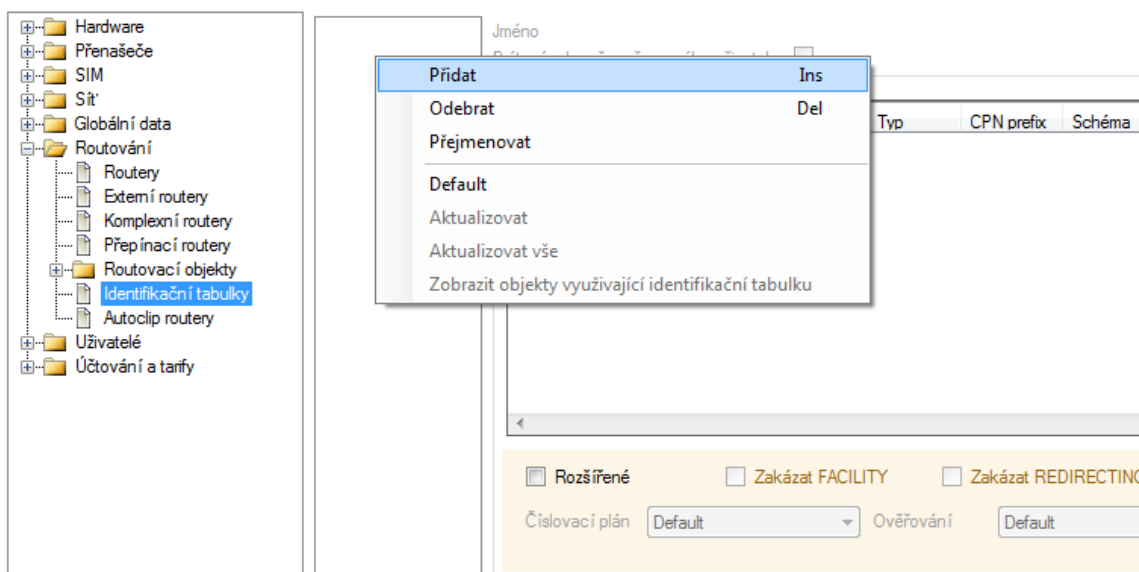 Hardware
Přenašeče
SIM
Síť
Globální data
Routování
Routery
Externí routery
Komplexní routery
Přepínací routery
Routovací objekty
Identifikační tabulky
Autoclip routery
Uživatelé
Účtování a tarify
Jméno
Přidat Ins
Odebrat Del
Přejmenovat
Default
Aktualizovat
Aktualizovat vše
Zobrazit objekty využivající identifikační tabulku
Typ CPN prefix Schéma
Rozšířené Zakázat FACILITY Zakázat REDIRECTING
Číslovací plán Default Ověřování Default